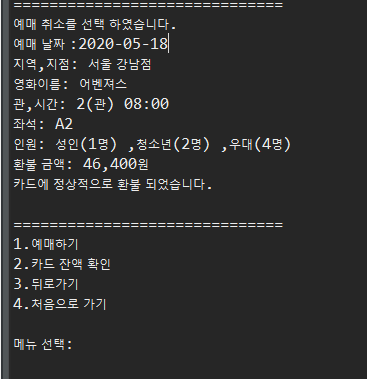 ==============================
예매 취소를 선택 하였습니다.
예매 날짜 :2020-05-18
지역,지점: 서울 강남점
영화이름: 어벤져스
관,시간: 2(관) 08:00
좌석: A2
인원: 성인(1명) ,청소년(2명) ,우대(4명)
환불 금액: 46,400원
카드에 정상적으로 환불 되었습니다.
==============================
1.예매하기
2.카드 잔액 확인
3.뒤로가기
4.처음으로 가기
메뉴 선택: